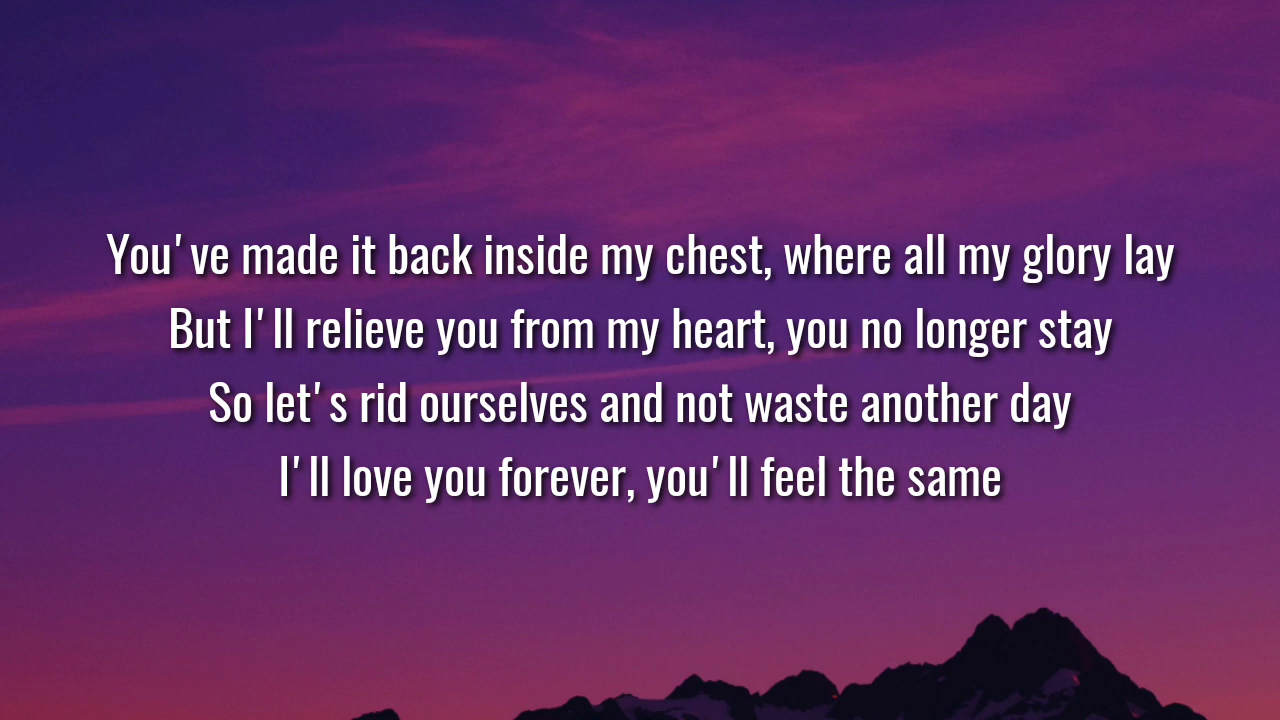 You've made it back inside my chest, where all my glory lay
But I'll relieve you from my heart, you no longer stay
So let's rid ourselves and not waste another day
I'll love you forever, you'll feel the same